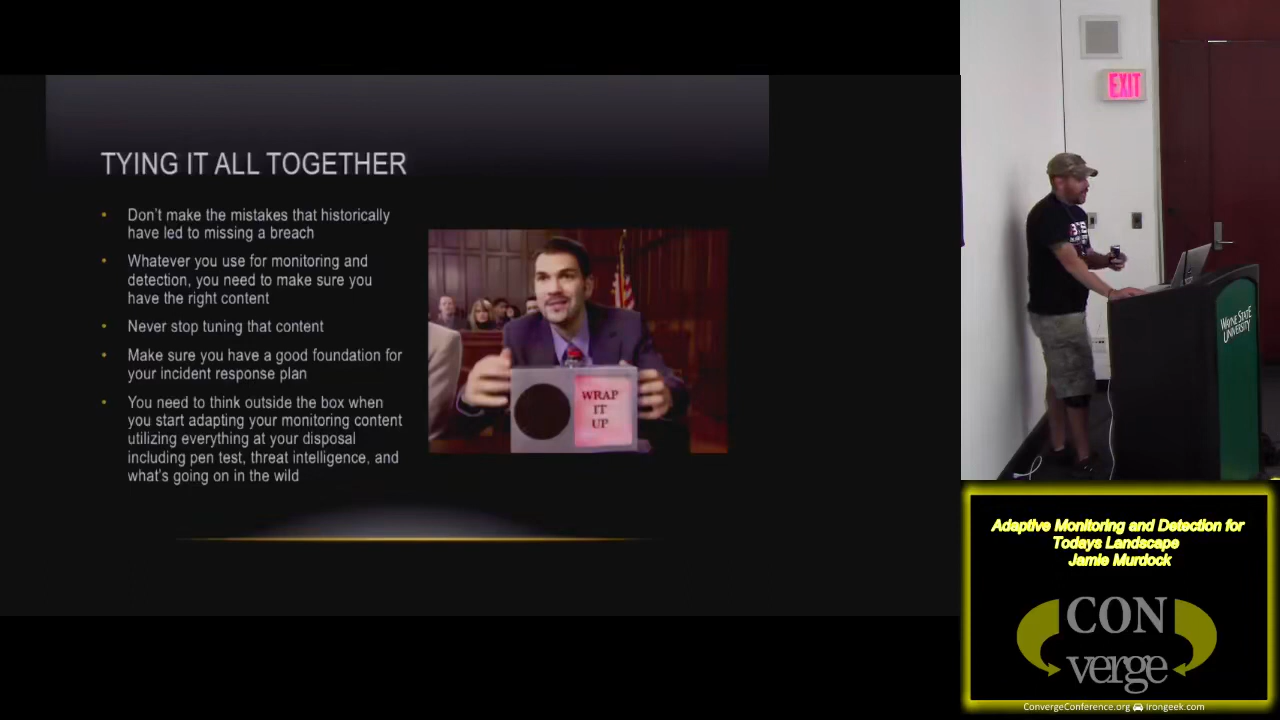 TYING IT ALL TOGETHER
• Don't make the mistakes that historically
have led to missing a breach
• Whatever you use for monitoring and
detection, you need to make sure you
have the right content
• Never stop tuning that content
• Make sure you have a good foundation for
your incident response plan
• You need to think outside the box when
you start adapting your monitoring content
utilizing everything at your disposal
including pen test, threat intelligence, and
what's going on in the wild
WRAP
IT
UP
EXIT
WAYNE STATE
UNIVERSITY
Adaptive Monitoring and Detection for
Todays Landscape
Jamie Murdock
CON
verge
ConvergeConference.org irongeek.com